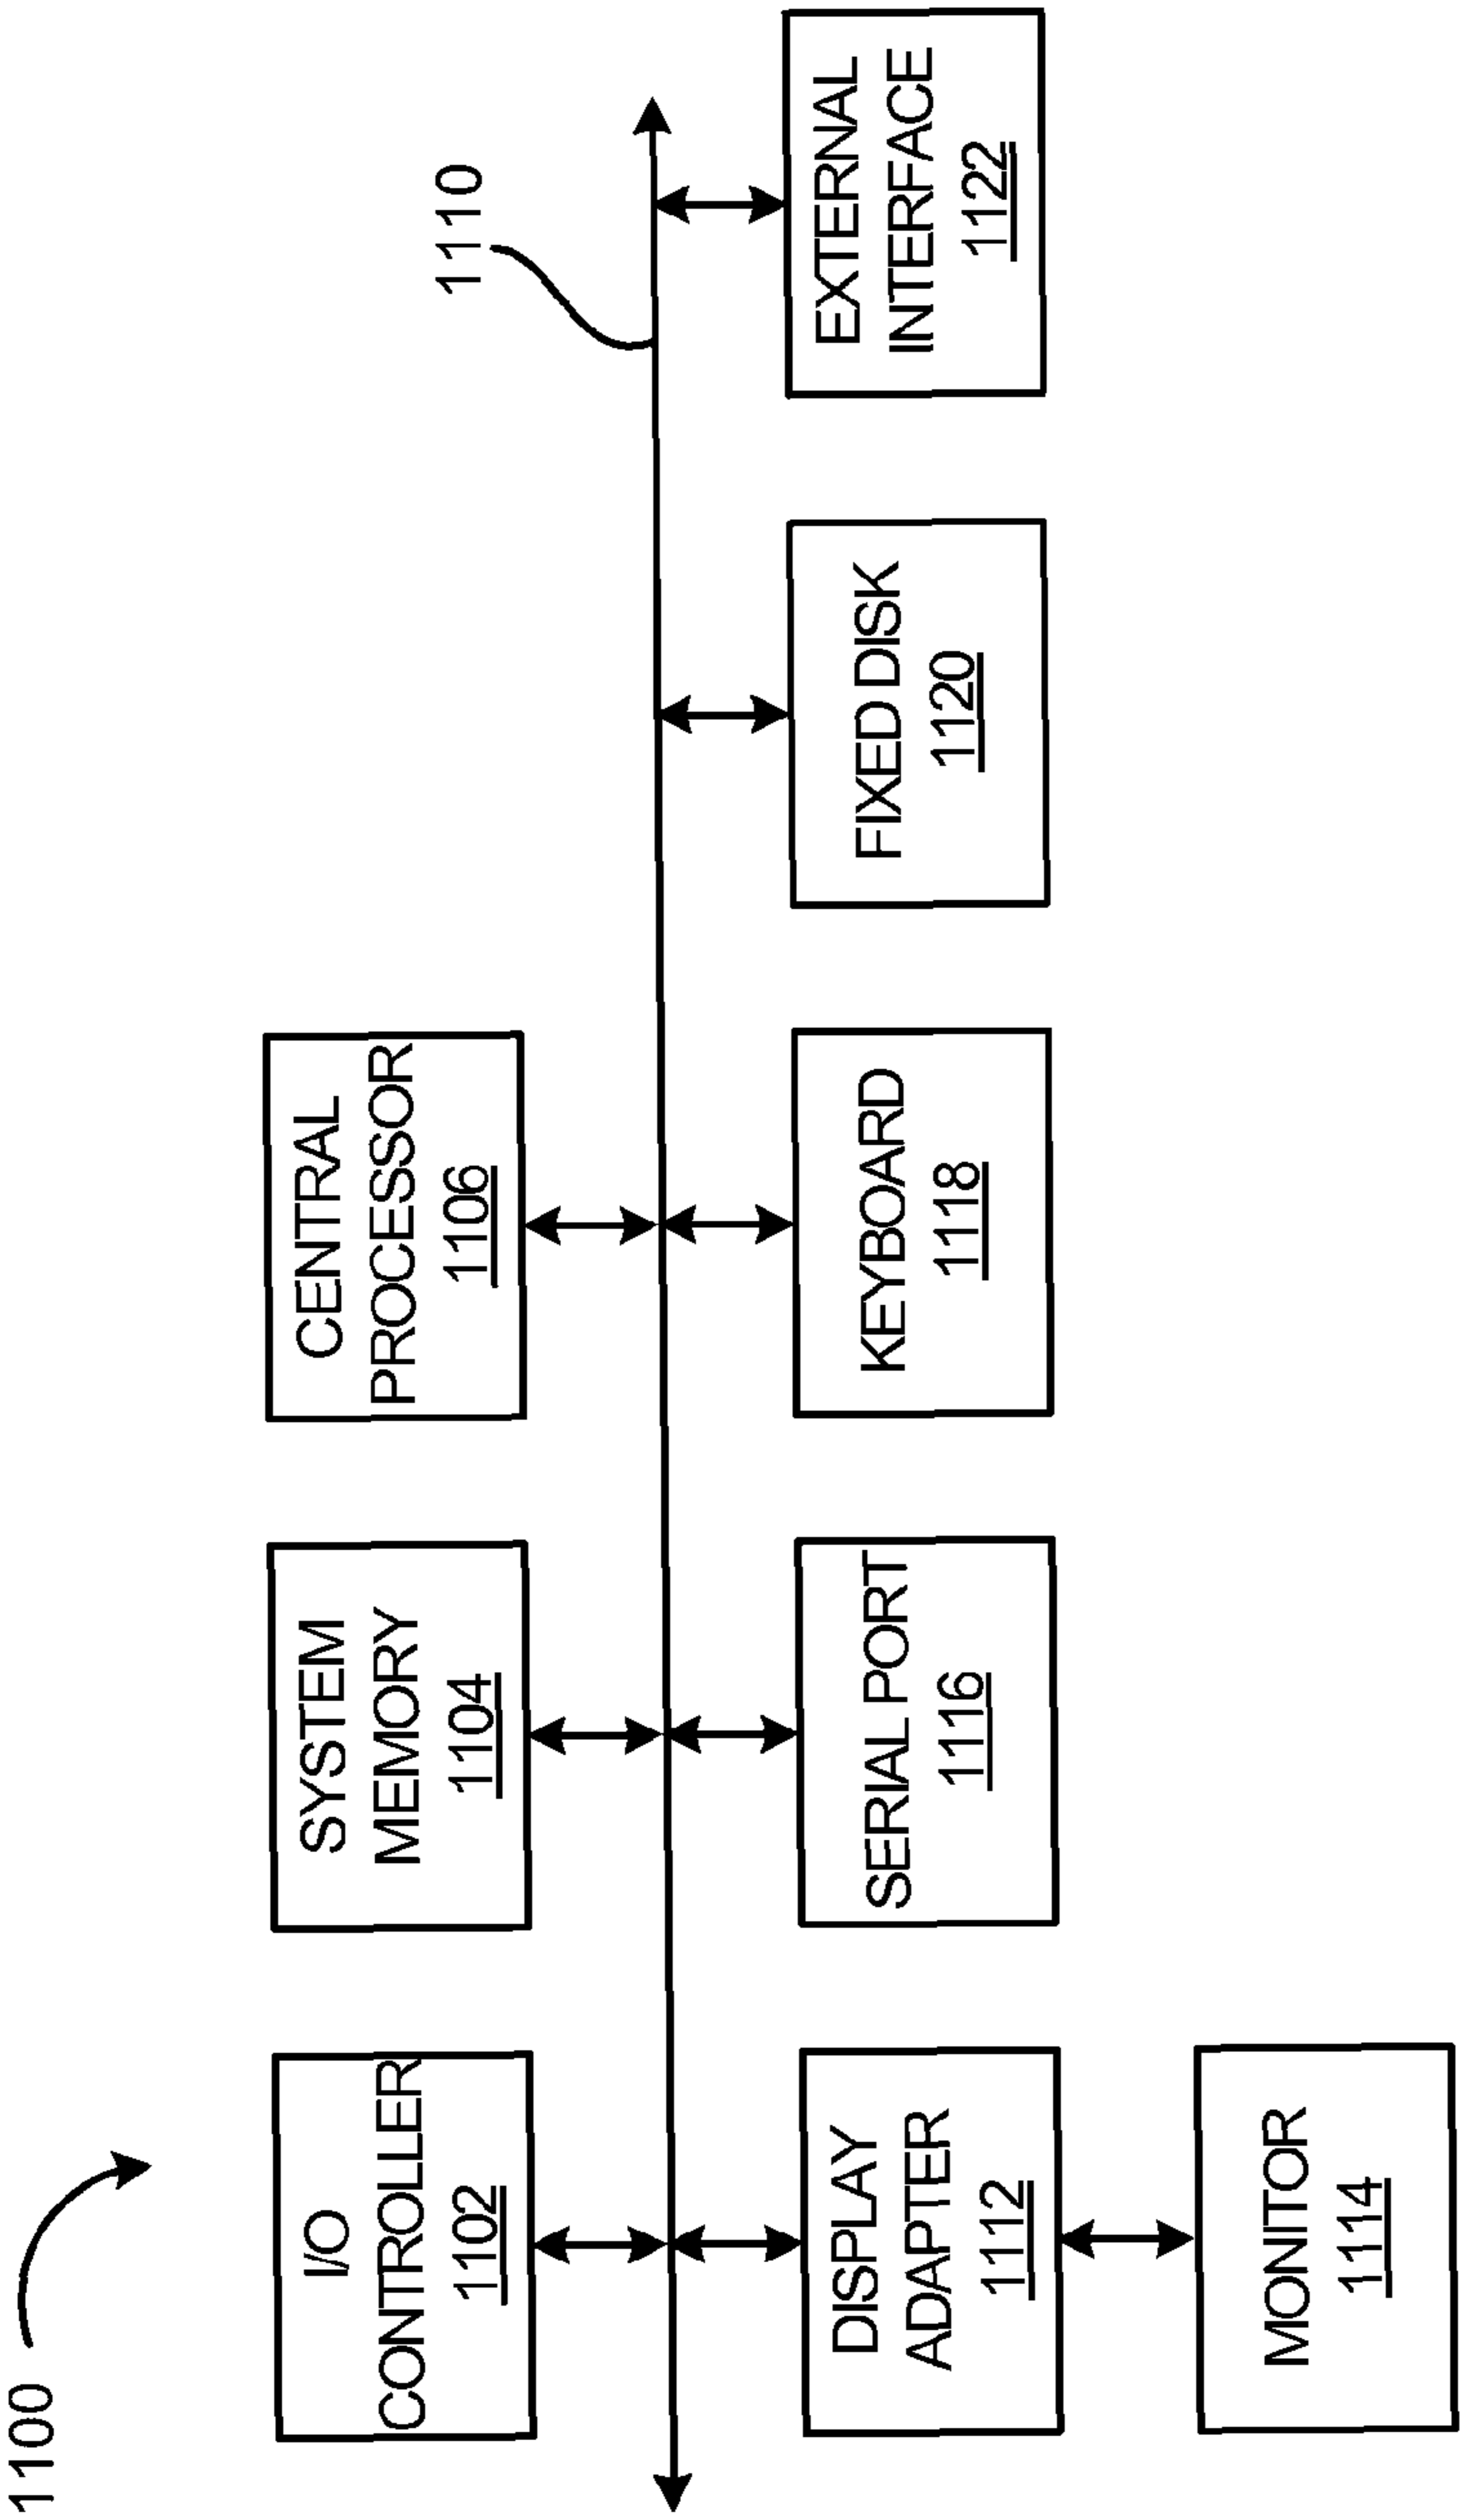 1100
I/O
CONTROLLER
1102
SYSTEM
MEMORY
1104
CENTRAL
PROCESSOR
1106
1110
DISPLAY
ADAPTER
1112
SERIAL PORT
1116
KEYBOARD
1118
FIXED DISK
1120
EXTERNAL
INTERFACE
1122
MONITOR
1114